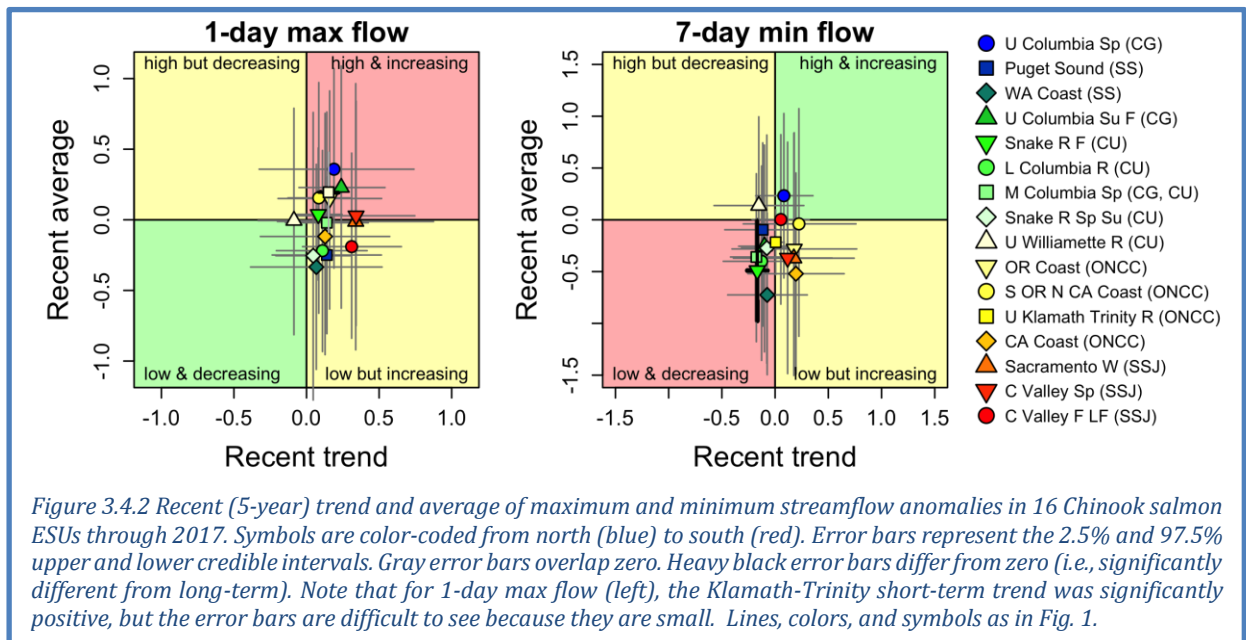 1-day max flow
high but decreasing
high & increasing
low & decreasing
low but increasing
1.0
0.5
0.0
-0.5
-1.0
Recent average
-1.0 -0.5 0.0 0.5 1.0
Recent trend
7-day min flow
high but decreasing
high & increasing
low & decreasing
low but increasing
1.5
1.0
0.5
0.0
-0.5
-1.5
Recent average
-1.5 -0.5 0.0 0.5 1.0 1.5
Recent trend
U Columbia Sp (CG)
Puget Sound (SS)
WA Coast (SS)
U Columbia Su F (CG)
Snake R F (CU)
L Columbia R (CU)
M Columbia Sp (CG, CU)
Snake R Sp Su (CU)
U Williamette R (CU)
OR Coast (ONCC)
S OR N CA Coast (ONCC)
U Klamath Trinity R (ONCC)
CA Coast (ONCC)
Sacramento W (SSJ)
C Valley Sp (SSJ)
C Valley F LF (SSJ)
Figure 3.4.2 Recent (5-year) trend and average of maximum and minimum streamflow anomalies in 16 Chinook salmon
ESUs through 2017. Symbols are color-coded from north (blue) to south (red). Error bars represent the 2.5% and 97.5%
upper and lower credible intervals. Gray error bars overlap zero. Heavy black error bars differ from zero (i.e., significantly
different from long-term). Note that for 1-day max flow (left), the Klamath-Trinity short-term trend was significantly
positive, but the error bars are difficult to see because they are small. Lines, colors, and symbols as in Fig. 1.